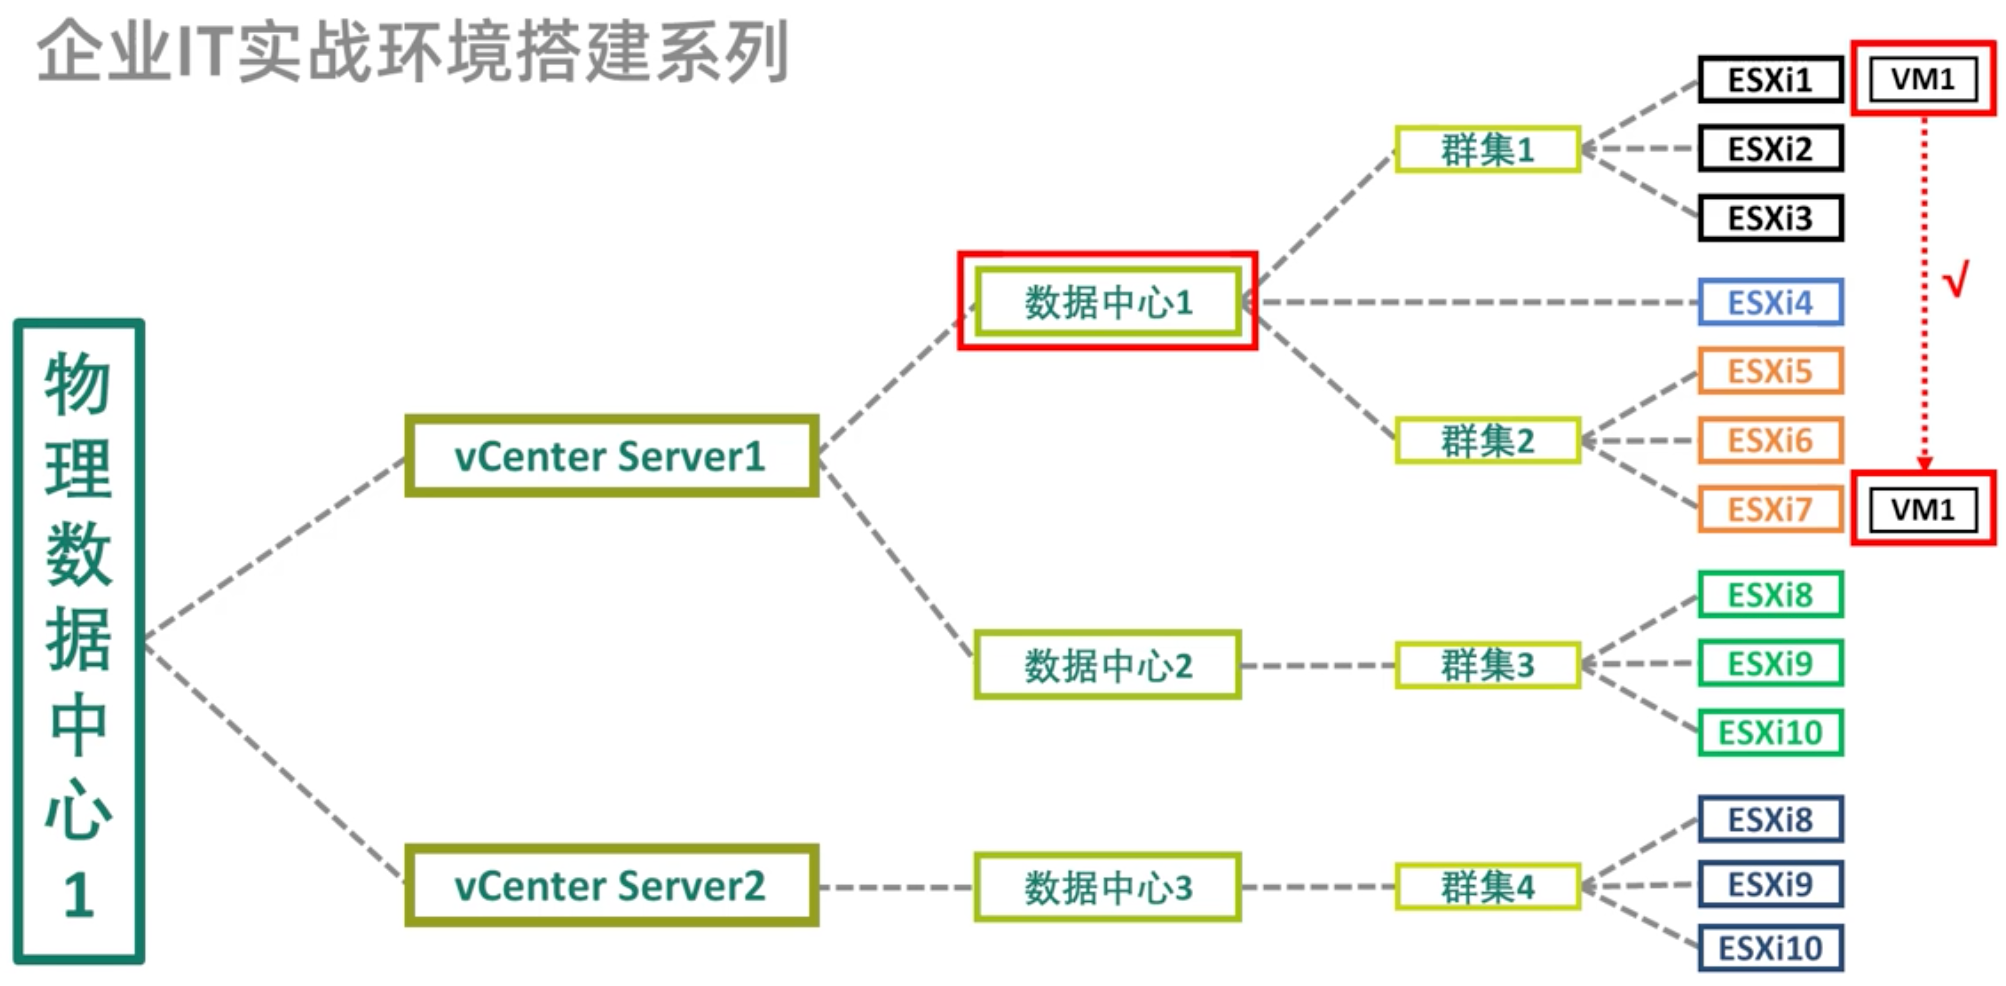 企业IT实战环境搭建系列
物理数据中心1
vCenter Server1
vCenter Server2
数据中心1
数据中心2
数据中心3
群集1
群集2
群集3
群集4
ESXi1
VM1
ESXi2
ESXi3
√
ESXi4
ESXi5
ESXi6
ESXi7
VM1
ESXi8
ESXi9
ESXi10
ESXi8
ESXi9
ESXi10